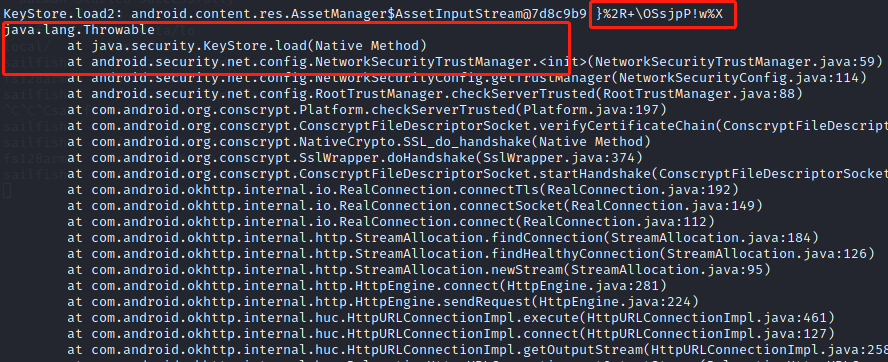 KeyStore.load2: android.content.res.AssetManager$AssetInputStream@7d8c9b9 }%2R+\OSsjpP!w%X
java.lang.Throwable
at java.security.KeyStore.load(Native Method)
at android.security.net.config.NetworkSecurityTrustManager.<init>(NetworkSecurityTrustManager.java:59)
at android.security.net.config.NetworkSecurityConfig.getTrustManager(NetworkSecurityConfig.java:114)
at android.security.net.config.RootTrustManager.checkServerTrusted(RootTrustManager.java:88)
at com.android.org.conscrypt.Platform.checkServerTrusted(Platform.java:197)
at com.android.org.conscrypt.ConscryptFileDescriptorSocket.verifyCertificateChain(ConscryptFileDescript
at com.android.org.conscrypt.NativeCrypto.SSL_do_handshake(Native Method)
at com.android.org.conscrypt.SslWrapper.doHandshake(SslWrapper.java:374)
at com.android.org.conscrypt.ConscryptFileDescriptorSocket.startHandshake(ConscryptFileDescriptorSocket
at com.android.okhttp.internal.io.RealConnection.connectTls(RealConnection.java:192)
at com.android.okhttp.internal.io.RealConnection.connectSocket(RealConnection.java:149)
at com.android.okhttp.internal.io.RealConnection.connect(RealConnection.java:112)
at com.android.okhttp.internal.http.StreamAllocation.findConnection(StreamAllocation.java:184)
at com.android.okhttp.internal.http.StreamAllocation.findHealthyConnection(StreamAllocation.java:126)
at com.android.okhttp.internal.http.StreamAllocation.newStream(StreamAllocation.java:95)
at com.android.okhttp.internal.http.HttpEngine.connect(HttpEngine.java:281)
at com.android.okhttp.internal.http.HttpEngine.sendRequest(HttpEngine.java:224)
at com.android.okhttp.internal.huc.HttpURLConnectionImpl.execute(HttpURLConnectionImpl.java:461)
at com.android.okhttp.internal.huc.HttpURLConnectionImpl.connect(HttpURLConnectionImpl.java:127)
at com.android.okhttp.internal.huc.HttpURLConnectionImpl.getOutputStream(HttpURLConnectionImpl.java:258